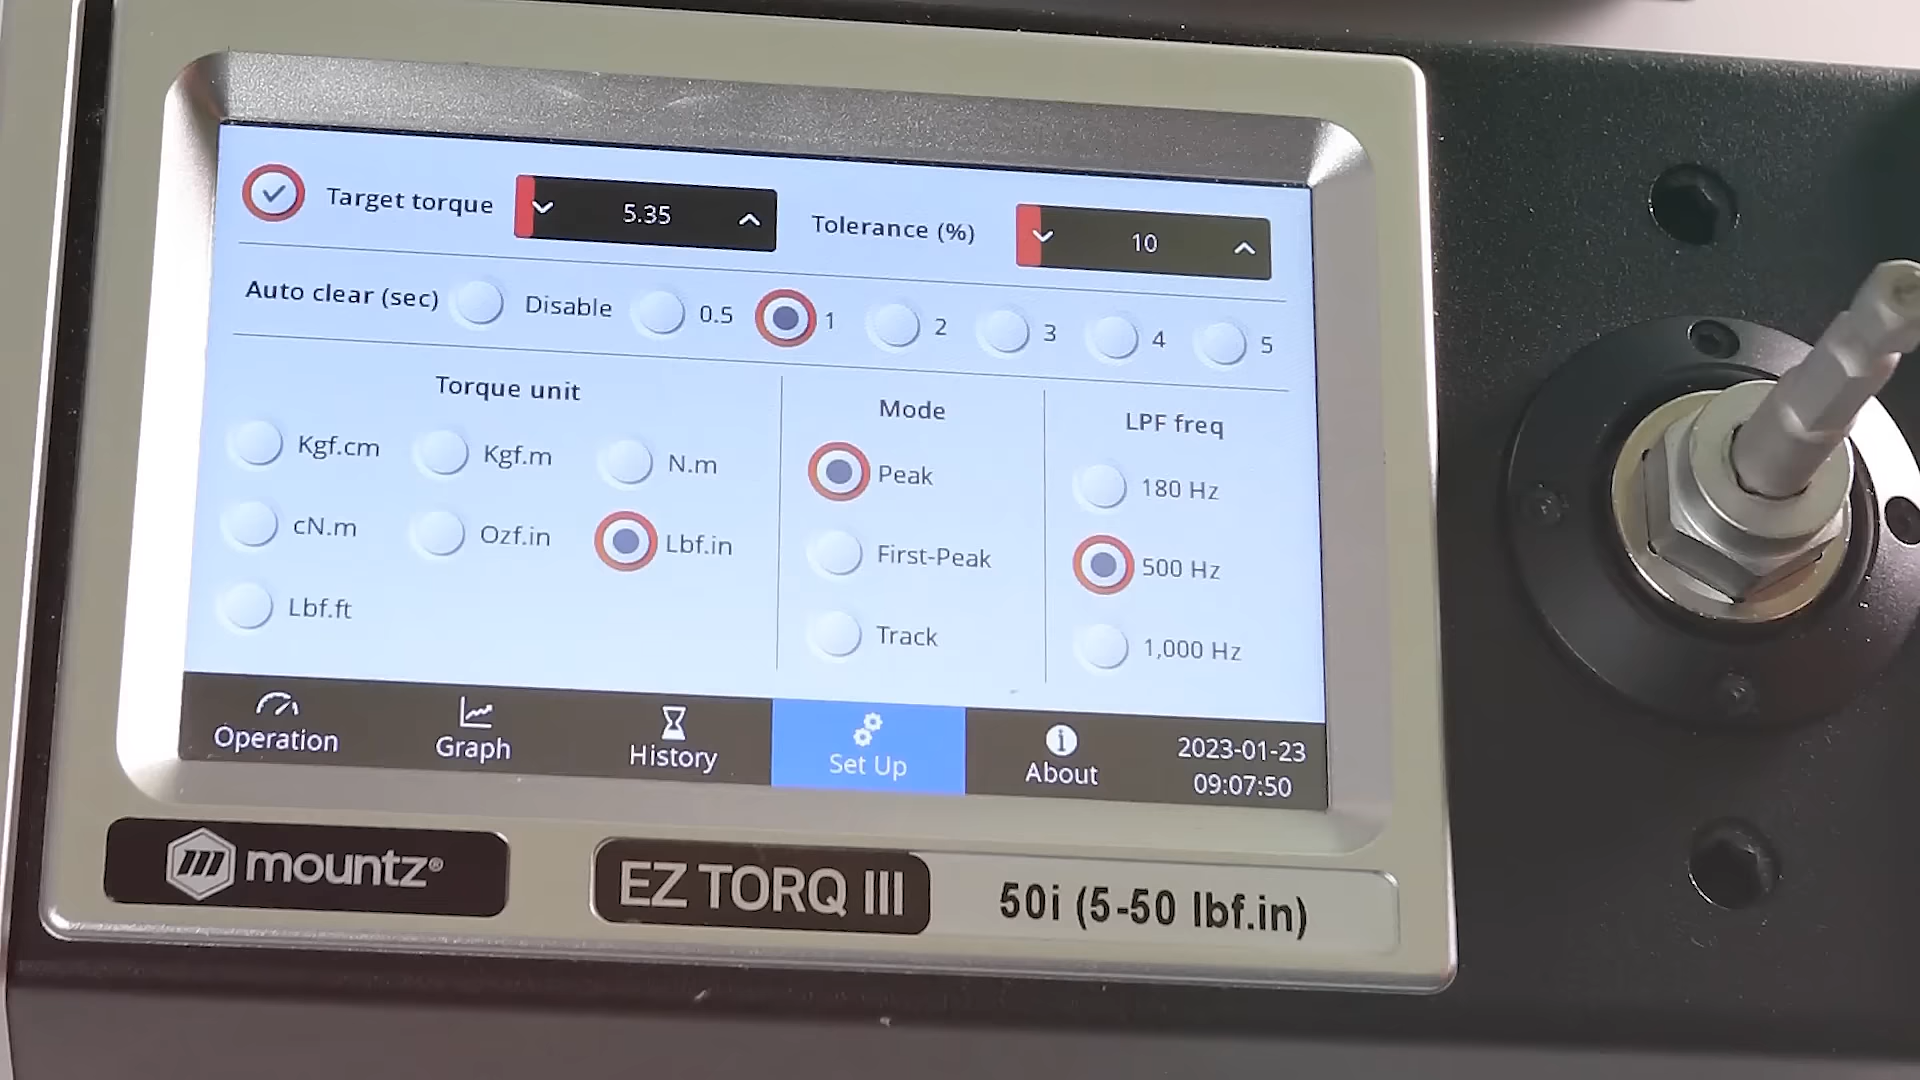 Target torque 5.35 Tolerance (%) 10
Auto clear (sec) Disable 0.5 1 2 3 4 5
Torque unit Mode LPF freq
Kgf.cm Kgf.m N.m Peak 180 Hz
cN.m Ozf.in Lbf.in First-Peak 500 Hz
Lbf.ft Track 1,000 Hz
Operation Graph History Set Up About 2023-01-23
09:07:50
mountz® EZ TORQ III 50i (5-50 lbf.in)